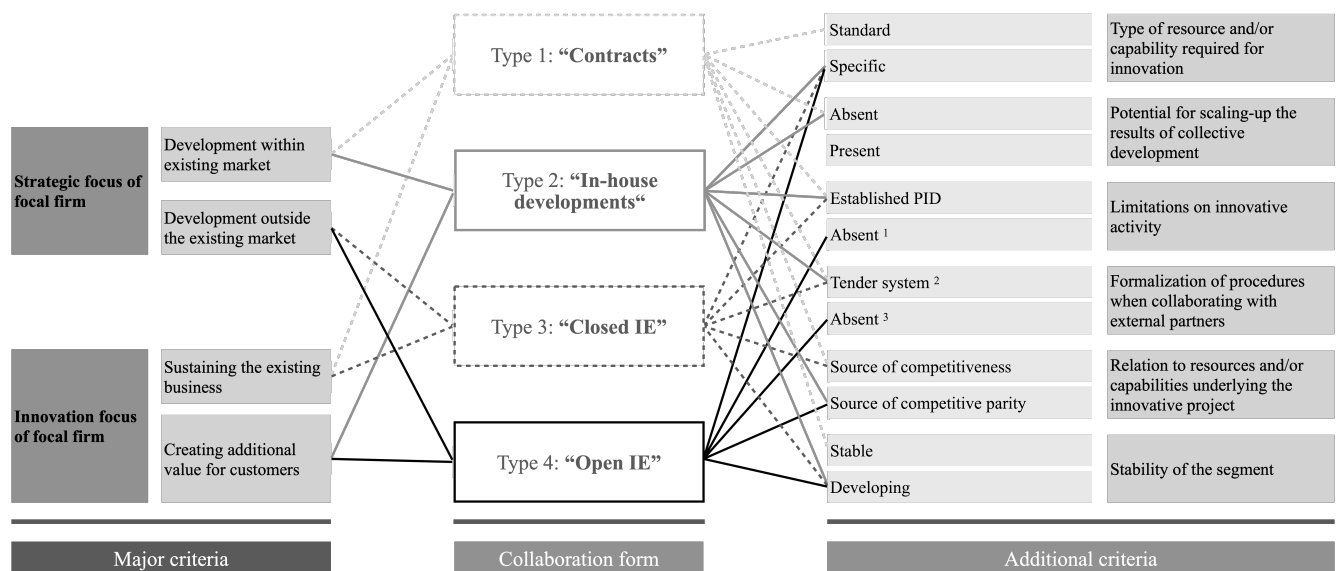 Strategic focus of
focal firm
Innovation focus
of focal firm
Major criteria
Development within
existing market
Development outside
the existing market
Sustaining the existing
business
Creating additional
value for customers
Type 1: “Contracts”
Type 2: “In-house
developments“
Type 3: “Closed IE”
Type 4: “Open IE”
Collaboration form
Standard
Specific
Absent
Present
Established PID
Absent 1
Tender system 2
Absent 3
Source of competitiveness
Source of competitive parity
Stable
Developing
Type of resource and/or
capability required for
innovation
Potential for scaling-up the
results of collective
development
Limitations on innovative
activity
Formalization of procedures
when collaborating with
external partners
Relation to resources and/or
capabilities underlying the
innovative project
Stability of the segment
Additional criteria